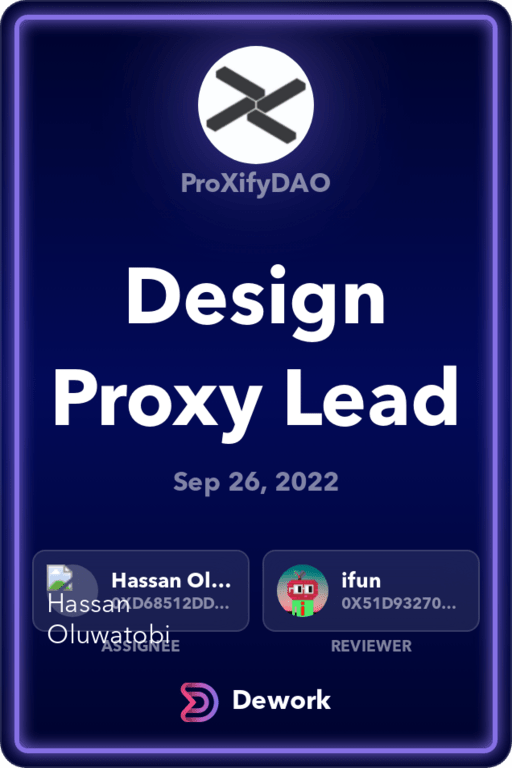 ProXifyDAO
Design
Proxy Lead
Sep 26, 2022
Hassan Ol...
0XD68512DD...
Hassan
Oluwatobi
ASSIGNEE
ifun
0X51D93270...
REVIEWER
Dework